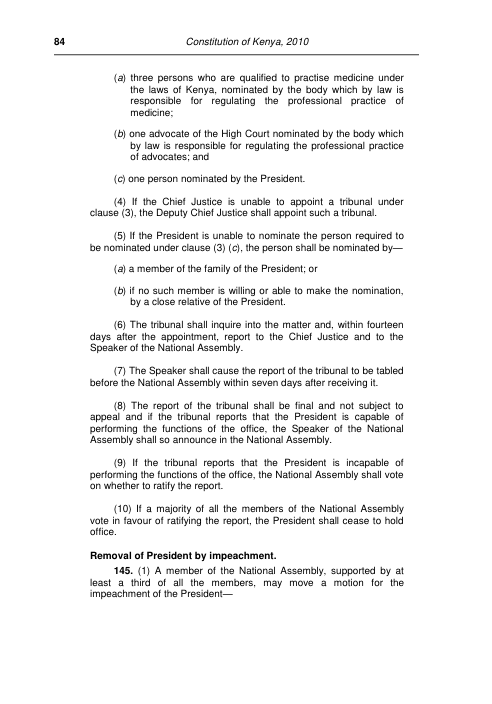 84 Constitution of Kenya, 2010
(a) three persons who are qualified to practise medicine under
the laws of Kenya, nominated by the body which by law is
responsible for regulating the professional practice of
medicine;
(b) one advocate of the High Court nominated by the body which
by law is responsible for regulating the professional practice
of advocates; and
(c) one person nominated by the President.
(4) If the Chief Justice is unable to appoint a tribunal under
clause (3), the Deputy Chief Justice shall appoint such a tribunal.
(5) If the President is unable to nominate the person required to
be nominated under clause (3) (c), the person shall be nominated by—
(a) a member of the family of the President; or
(b) if no such member is willing or able to make the nomination,
by a close relative of the President.
(6) The tribunal shall inquire into the matter and, within fourteen
days after the appointment, report to the Chief Justice and to the
Speaker of the National Assembly.
(7) The Speaker shall cause the report of the tribunal to be tabled
before the National Assembly within seven days after receiving it.
(8) The report of the tribunal shall be final and not subject to
appeal and if the tribunal reports that the President is capable of
performing the functions of the office, the Speaker of the National
Assembly shall so announce in the National Assembly.
(9) If the tribunal reports that the President is incapable of
performing the functions of the office, the National Assembly shall vote
on whether to ratify the report.
(10) If a majority of all the members of the National Assembly
vote in favour of ratifying the report, the President shall cease to hold
office.
Removal of President by impeachment.
145. (1) A member of the National Assembly, supported by at
least a third of all the members, may move a motion for the
impeachment of the President—